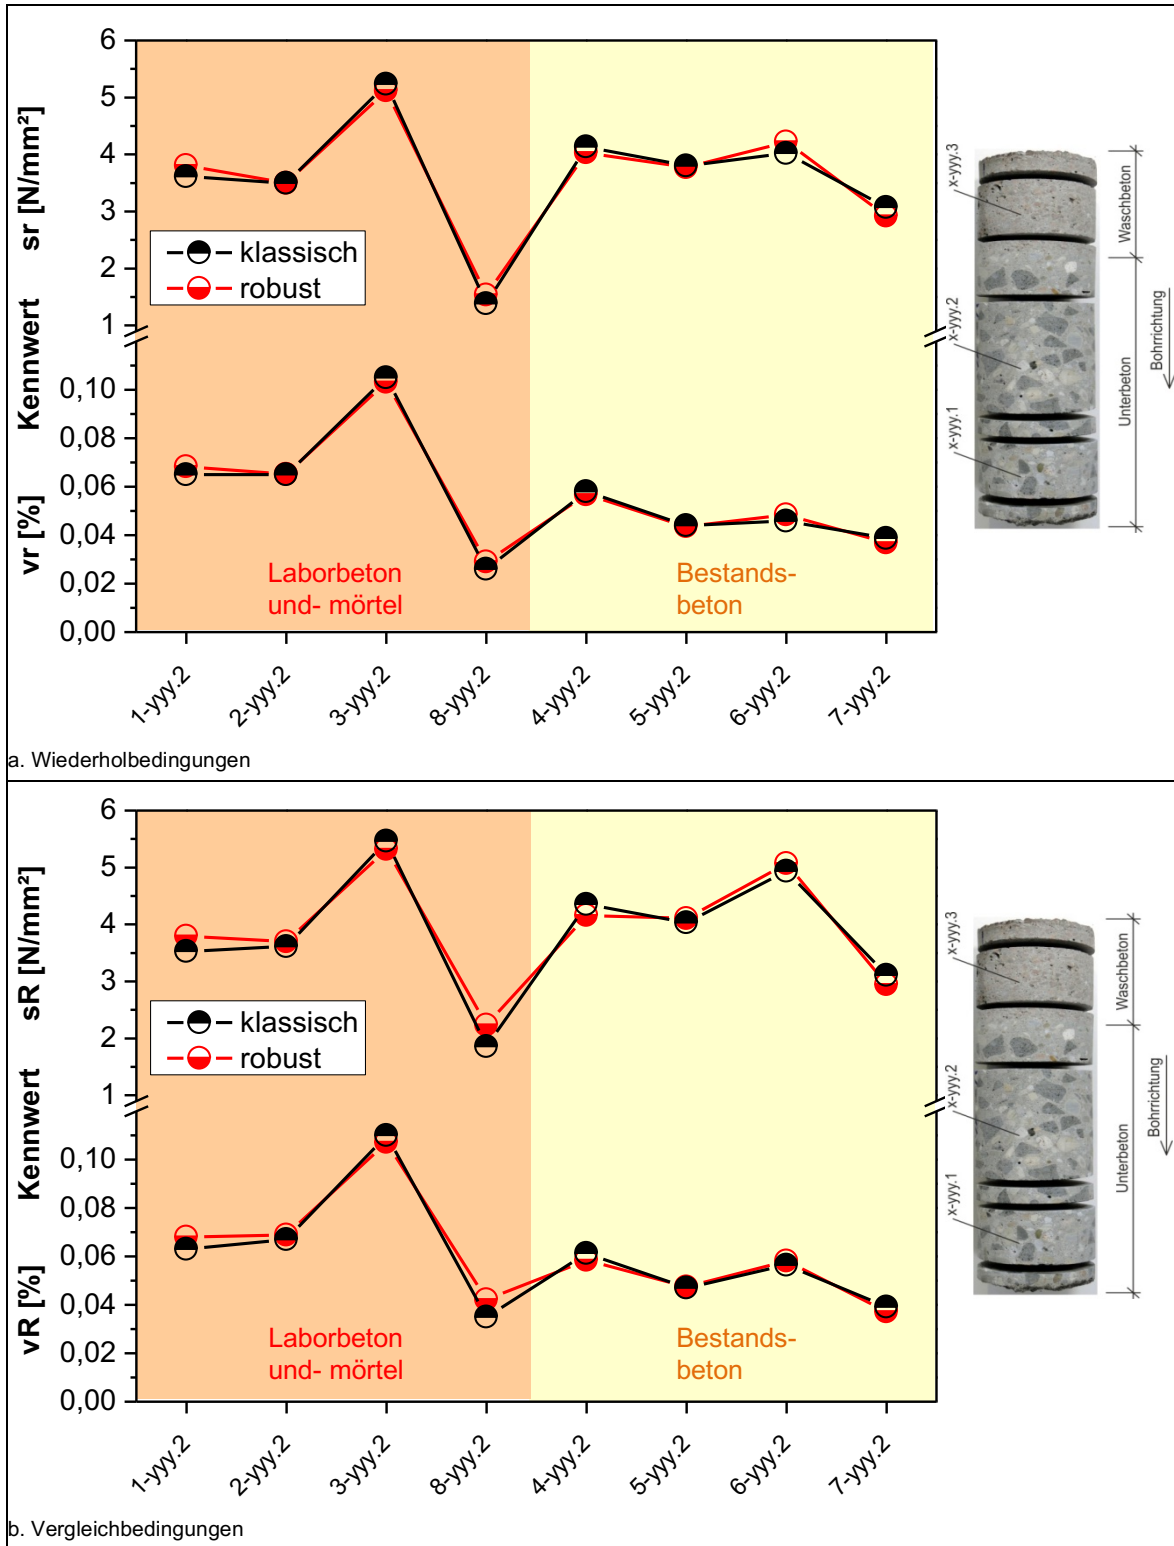 6
5
4
3
2
1
0,10
0,08
0,06
0,04
0,02
0,00
sr [N/mm²]
Kennwert
vr [%]
klassisch
robust
Laborbeton
und- mörtel
Bestands-
beton
1-yyy.2
2-yyy.2
3-yyy.2
8-yyy.2
4-yyy.2
5-yyy.2
6-yyy.2
7-yyy.2
x-yyy.3
x-yyy.2
x-yyy.1
Waschbeton
Unterbeton
Bohrrichtung
a. Wiederholbedingungen
6
5
4
3
2
1
0,10
0,08
0,06
0,04
0,02
0,00
sR [N/mm²]
Kennwert
vR [%]
klassisch
robust
Laborbeton
und- mörtel
Bestands-
beton
1-yyy.2
2-yyy.2
3-yyy.2
8-yyy.2
4-yyy.2
5-yyy.2
6-yyy.2
7-yyy.2
x-yyy.3
x-yyy.2
x-yyy.1
Waschbeton
Unterbeton
Bohrrichtung
b. Vergleichbedingungen